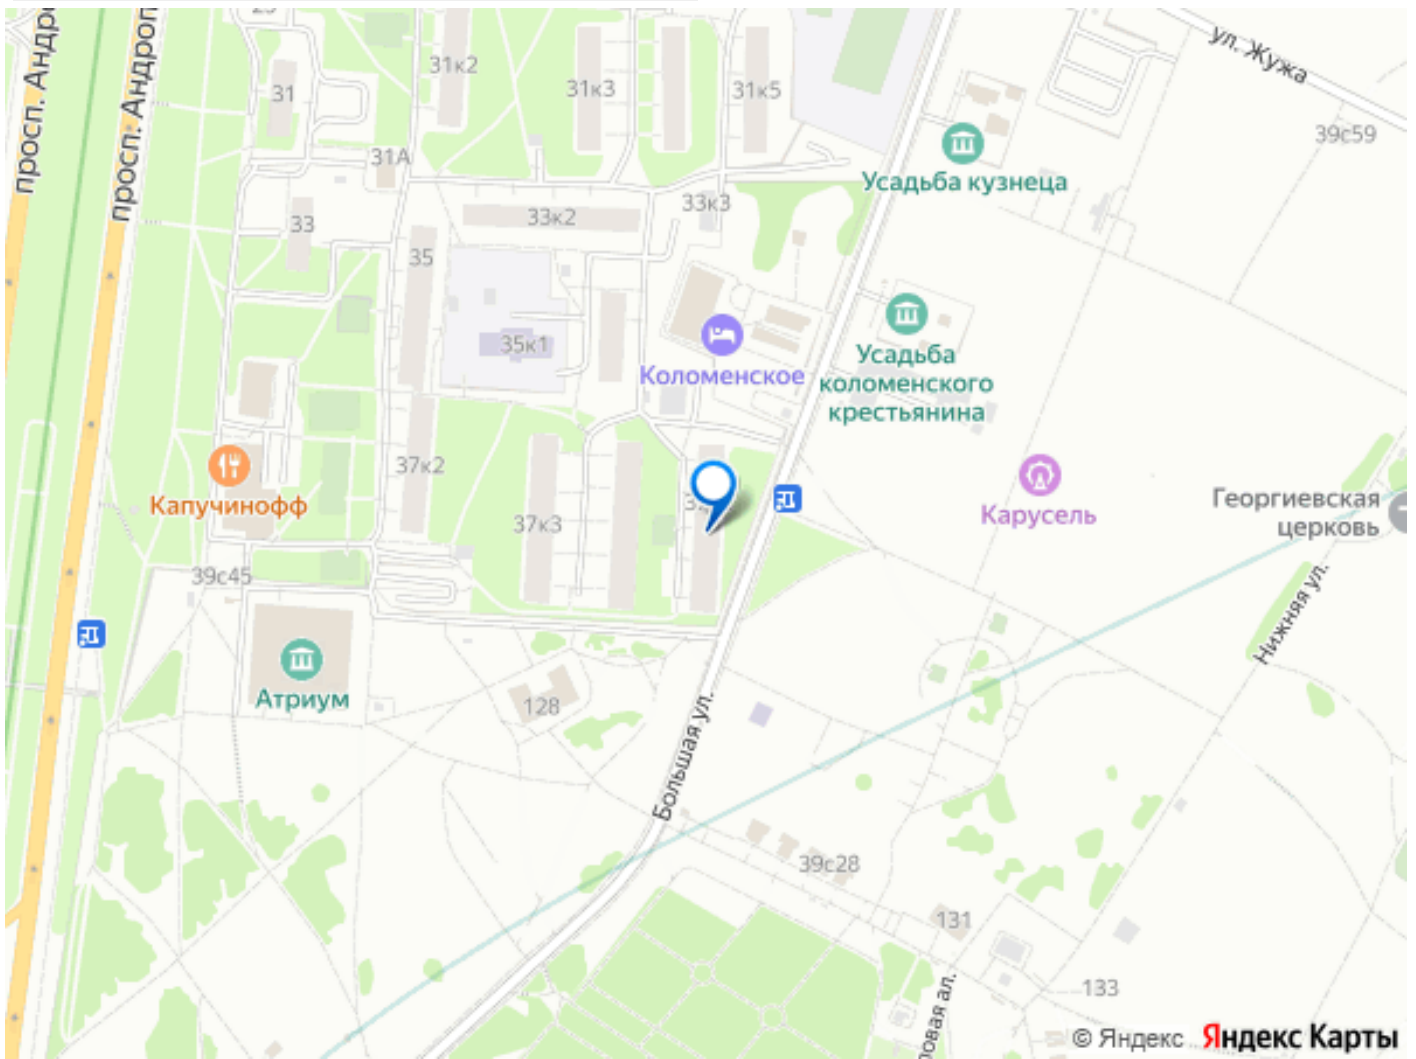 просп. Андр
просп. Андроп
31
31к2
31к3
31к5
31А
ул. Жужа
39с59
Усадьба кузнеца
33
33к2
33к3
35
35к1
Коломенское
Усадьба
коломенского
крестьянина
Капучинофф
37к2
37к3
Карусель
Георгиевская
церковь
39с45
Нижняя ул.
Атриум
128
Большая ул.
39с28
131
133
ровая ал.
© Яндекс
Яндекс Карты